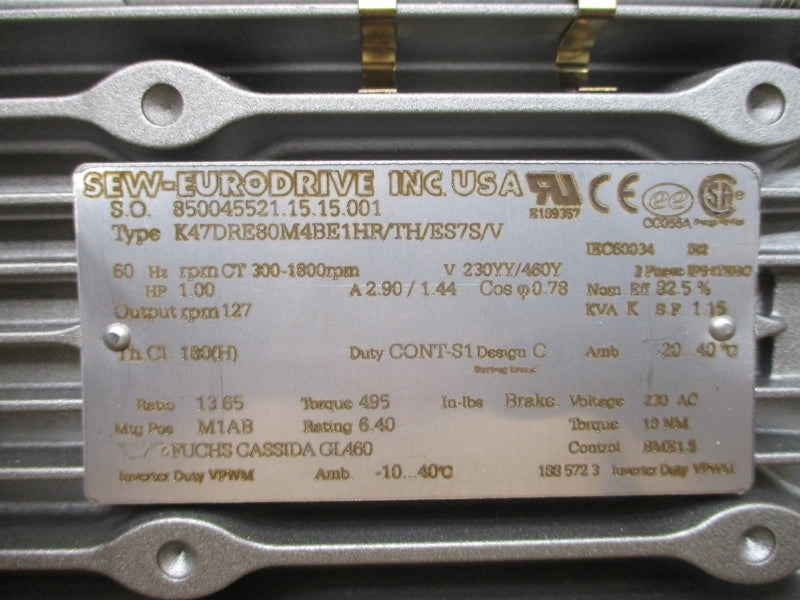 SEW-EURODRIVE INC. USA
E189357
CC056A
S.O. 850045521.15.15.001
Type K47DRE80M4BE1HR/TH/ES7S/V
IEC60034
60 Hz rpm CT 300-1800rpm V 230YY/460Y 3 Phase
HP 1.00 A 2.90 / 1.44 Cos φ 0.78 Nom Eff 82.5 %
Output rpm 127 KVA K S.F. 1.15
Th.Cl. 180(H) Duty CONT-S1 Design C Amb. -20...40 °C
Ratio 13.65 Torque 495 In-lbs Brake: Voltage 230 AC
Mtg Pos M1AB Rating 6.40 Torque 10 NM
FUCHS CASSIDA GL460 Control BME1.5
Inverter Duty VPWM Amb. -10...40°C 188 572 3 Inverter Duty VPWM